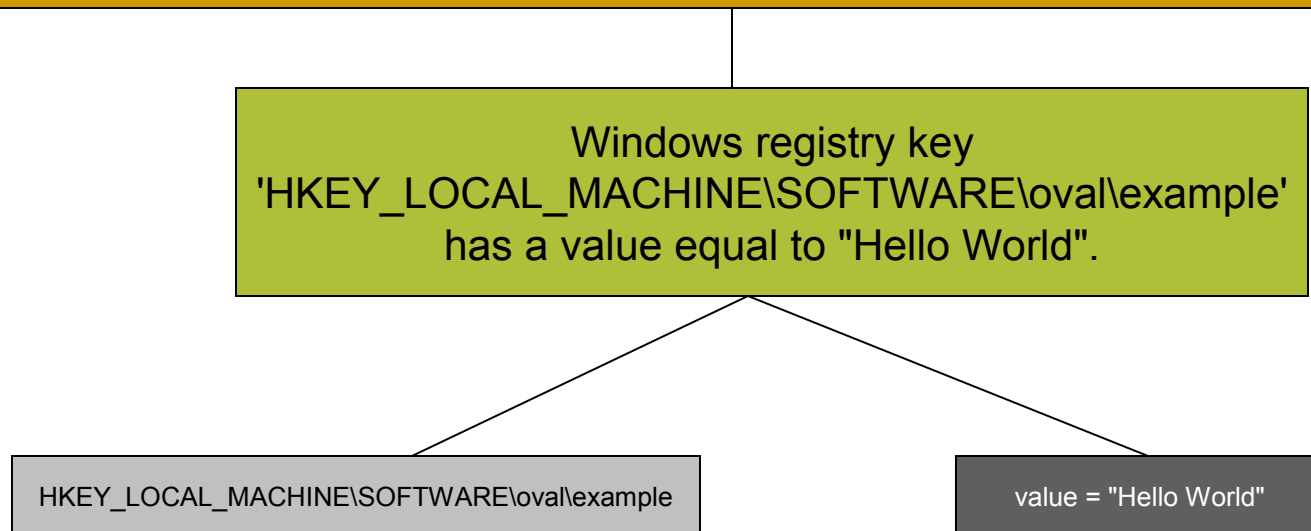 Windows registry key
'HKEY_LOCAL_MACHINE\SOFTWARE\oval\example'
has a value equal to "Hello World".
HKEY_LOCAL_MACHINE\SOFTWARE\oval\example
value = "Hello World"